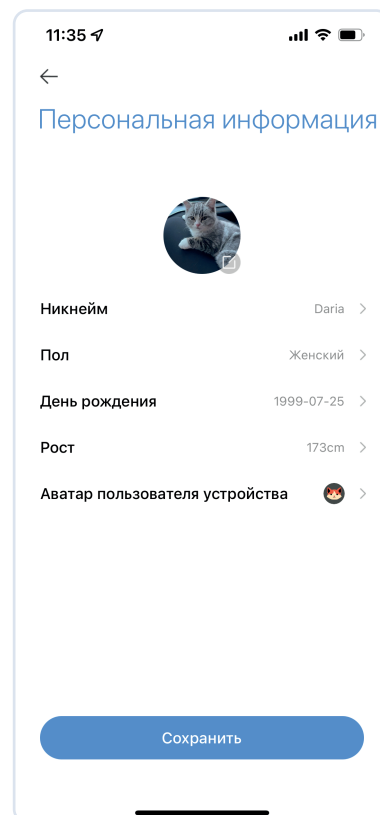 11:35
Персональная информация
Никнейм Daria
Пол Женский
День рождения 1999-07-25
Рост 173cm
Аватар пользователя устройства
Сохранить